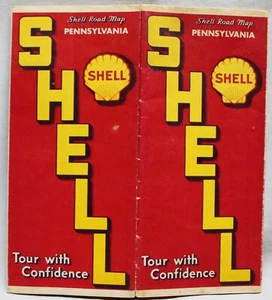 Shell Road Map
PENNSYLVANIA
SHELL
SHELL
Tour with
Confidence
Shell Road Map
PENNSYLVANIA
SHELL
SHELL
Tour with
Confidence